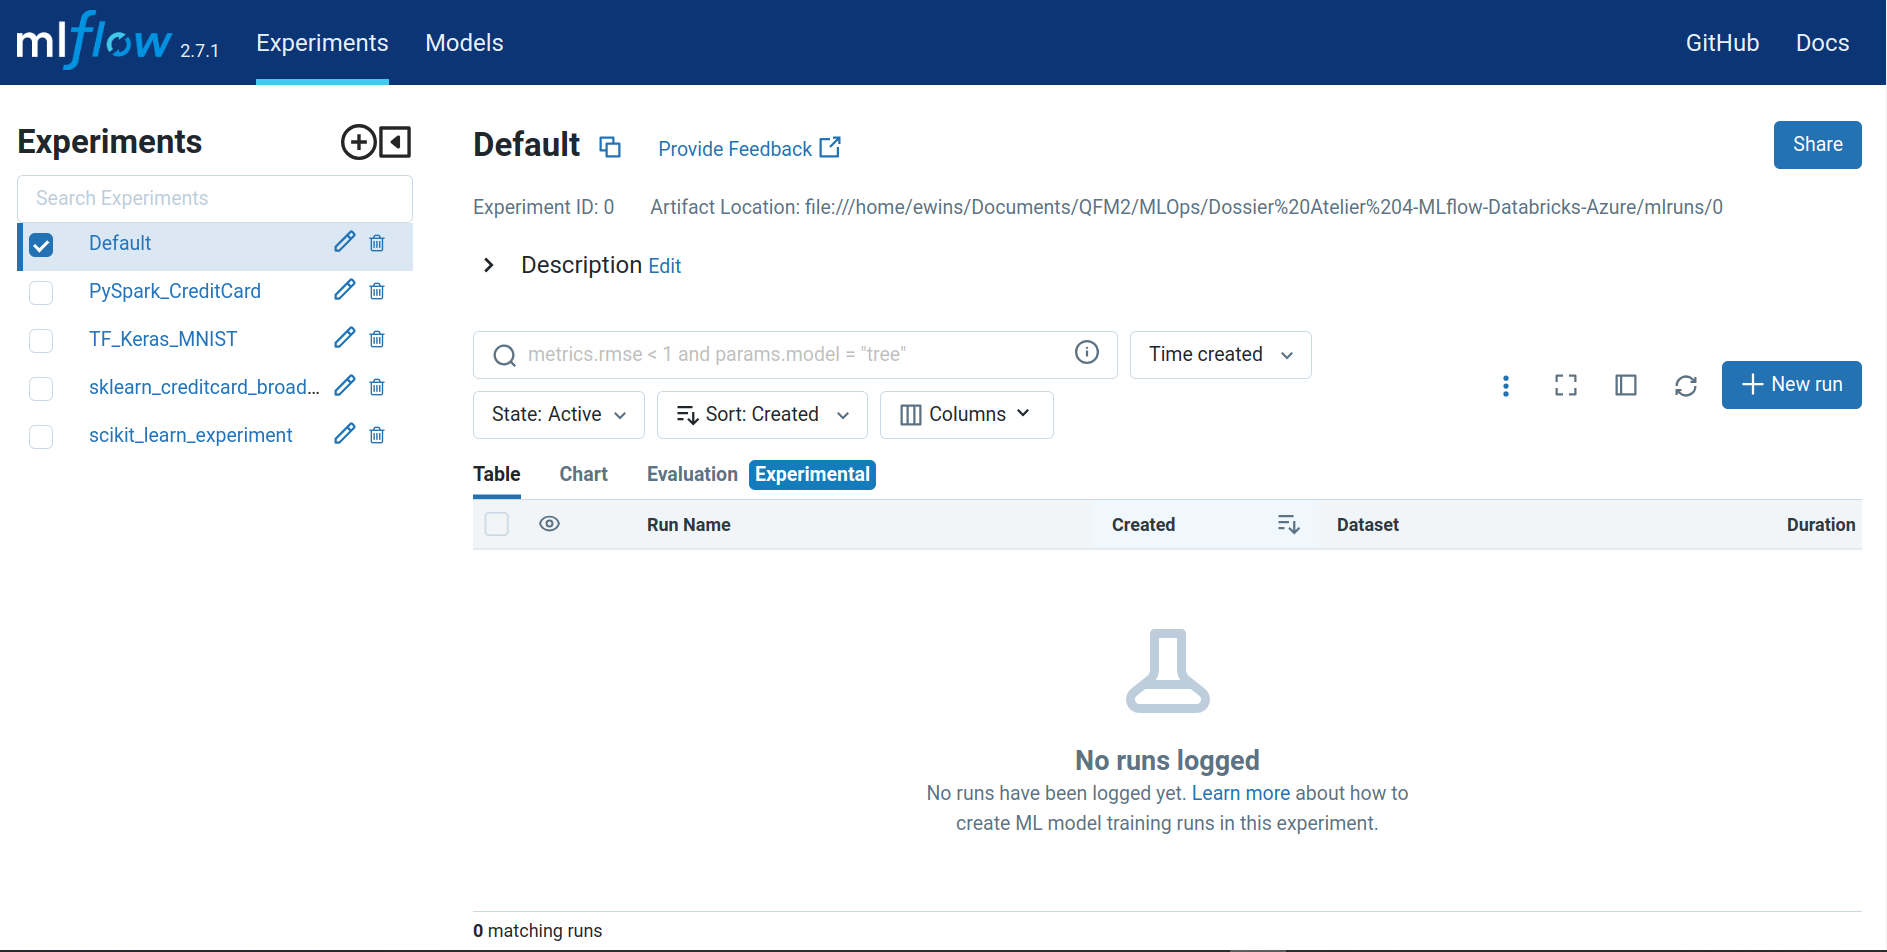 mlflow 2.7.1 Experiments Models GitHub Docs
Experiments
Search Experiments
Default
PySpark_CreditCard
TF_Keras_MNIST
sklearn_creditcard_broad...
scikit_learn_experiment
Default Provide Feedback Share
Experiment ID: 0 Artifact Location: file:///home/ewins/Documents/QFM2/MLOps/Dossier%20Atelier%204-MLflow-Databricks-Azure/mlruns/0
Description Edit
metrics.rmse < 1 and params.model = "tree" Time created
New run
State: Active Sort: Created Columns
Table Chart Evaluation Experimental
Run Name Created Dataset Duration
No runs logged
No runs have been logged yet. Learn more about how to
create ML model training runs in this experiment.
0 matching runs